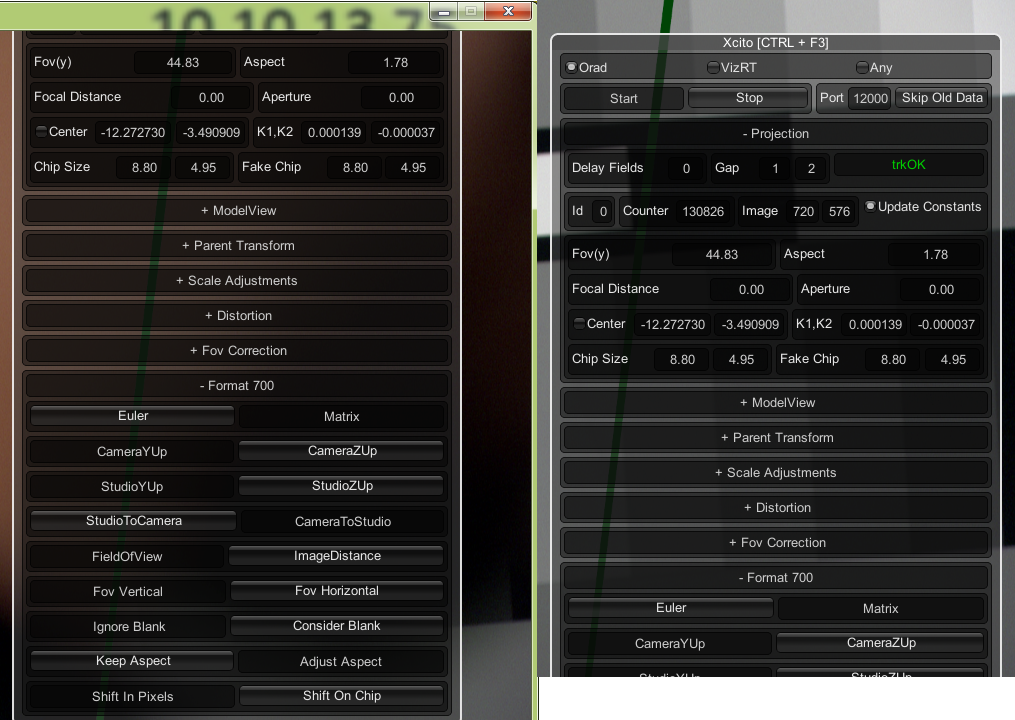 10.10.13.75
Fov(y) 44.83 Aspect 1.78
Focal Distance 0.00 Aperture 0.00
Center -12.272730 -3.490909 K1,K2 0.000139 -0.000037
Chip Size 8.80 4.95 Fake Chip 8.80 4.95
+ ModelView
+ Parent Transform
+ Scale Adjustments
+ Distortion
+ Fov Correction
- Format 700
Euler Matrix
CameraYUp CameraZUp
StudioYUp StudioZUp
StudioToCamera CameraToStudio
FieldOfView ImageDistance
Fov Vertical Fov Horizontal
Ignore Blank Consider Blank
Keep Aspect Adjust Aspect
Shift In Pixels Shift On Chip
Xcito [CTRL + F3]
Orad VizRT Any
Start Stop Port 12000 Skip Old Data
- Projection
Delay Fields 0 Gap 1 2 trkOK
Id 0 Counter 130826 Image 720 576 Update Constants
Fov(y) 44.83 Aspect 1.78
Focal Distance 0.00 Aperture 0.00
Center -12.272730 -3.490909 K1,K2 0.000139 -0.000037
Chip Size 8.80 4.95 Fake Chip 8.80 4.95
+ ModelView
+ Parent Transform
+ Scale Adjustments
+ Distortion
+ Fov Correction
- Format 700
Euler Matrix
CameraYUp CameraZUp
StudioYUp StudioZUp